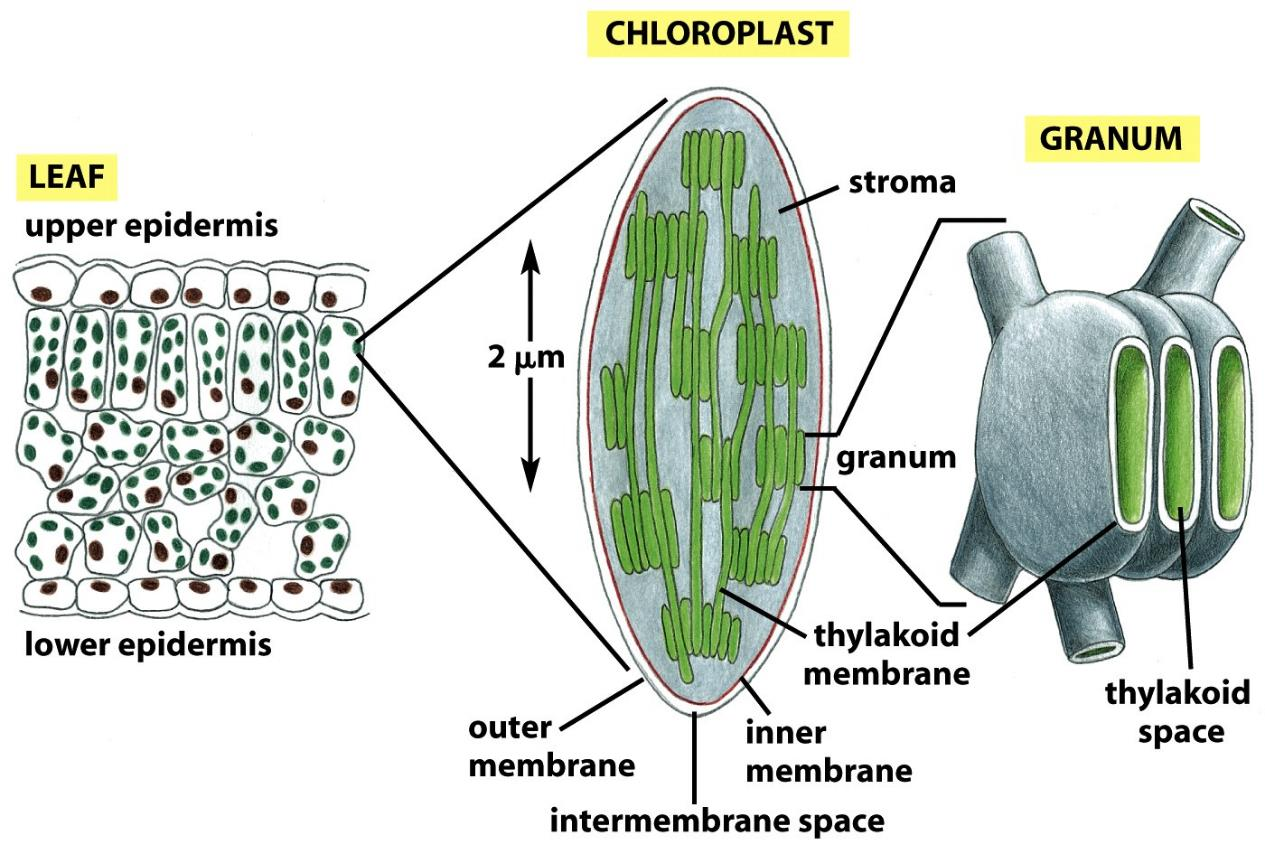 CHLOROPLAST
LEAF
upper epidermis
lower epidermis
2 μm
stroma
granum
thylakoid
membrane
outer
membrane
inner
membrane
intermembrane space
GRANUM
thylakoid
space